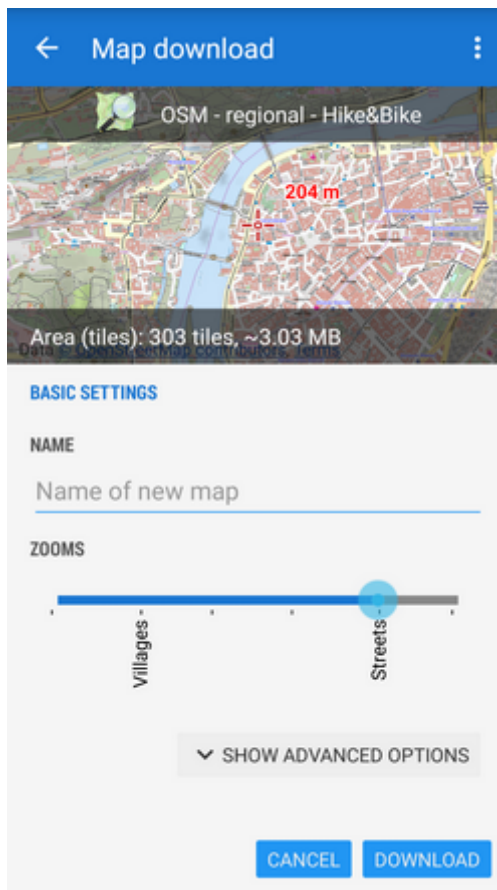 Map download
OSM - regional - Hike&Bike
204 m
Area (tiles): 303 tiles, ~3.03 MB
Data © OpenStreetMap contributors, Terms
BASIC SETTINGS
NAME
Name of new map
ZOOMS
Villages
Streets
SHOW ADVANCED OPTIONS
CANCEL DOWNLOAD